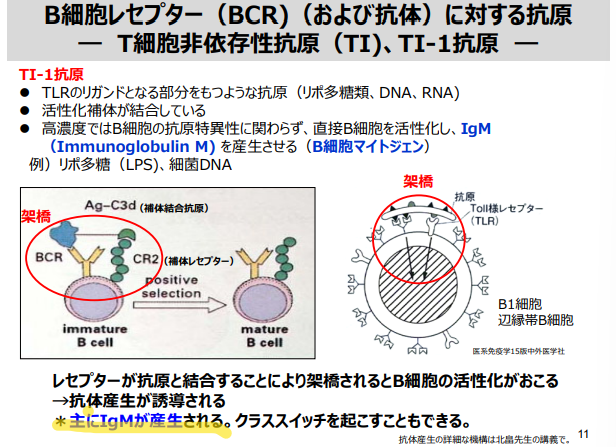 B細胞レセプター（BCR)（および抗体）に対する抗原
― T細胞非依存性抗原（TI)、TI-1抗原 ―
TI-1抗原
● TLRのリガンドとなる部分をもつような抗原（リポ多糖類、DNA、RNA)
● 活性化補体が結合している
● 高濃度ではB細胞の抗原特異性に関わらず、直接B細胞を活性化し、IgM
（Immunoglobulin M) を産生させる（B細胞マイトジェン）
例）リポ多糖（LPS)、細菌DNA
架橋
Ag-C3d（補体結合抗原）
BCR
CR2（補体レセプター）
positive
selection
immature
B cell
mature
B cell
架橋
抗原
Toll様レセプター
（TLR）
B1細胞
辺縁帯B細胞
医系免疫学15版中外医学社
レセプターが抗原と結合することにより架橋されるとB細胞の活性化がおこる
→抗体産生が誘導される
＊主にIgMが産生される。クラススイッチを起こすこともできる。
抗体産生の詳細な機構は北畠先生の講義で。
11